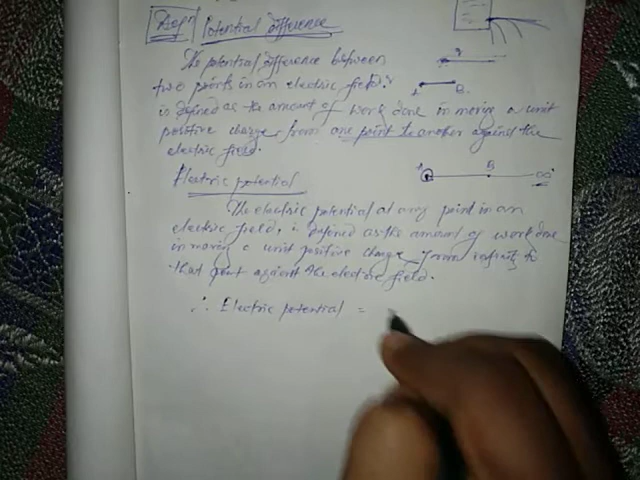 Defn Potential difference
The potential difference between
two points in an electric field
is defined as the amount of work done in moving a unit
positive charge from one point to another against the
electric field.
A B
Electric potential
A B ∞
The electric potential at any point in an
electric field, is defined as the amount of work done
in moving a unit positive charge from infinity to
that point against the electric field.
∴ Electric potential =